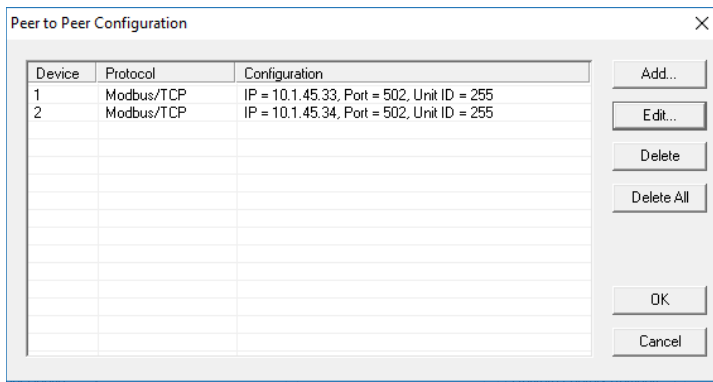 Peer to Peer Configuration
Device Protocol Configuration
1 Modbus/TCP IP = 10.1.45.33, Port = 502, Unit ID = 255
2 Modbus/TCP IP = 10.1.45.34, Port = 502, Unit ID = 255
Add...
Edit...
Delete
Delete All
OK
Cancel